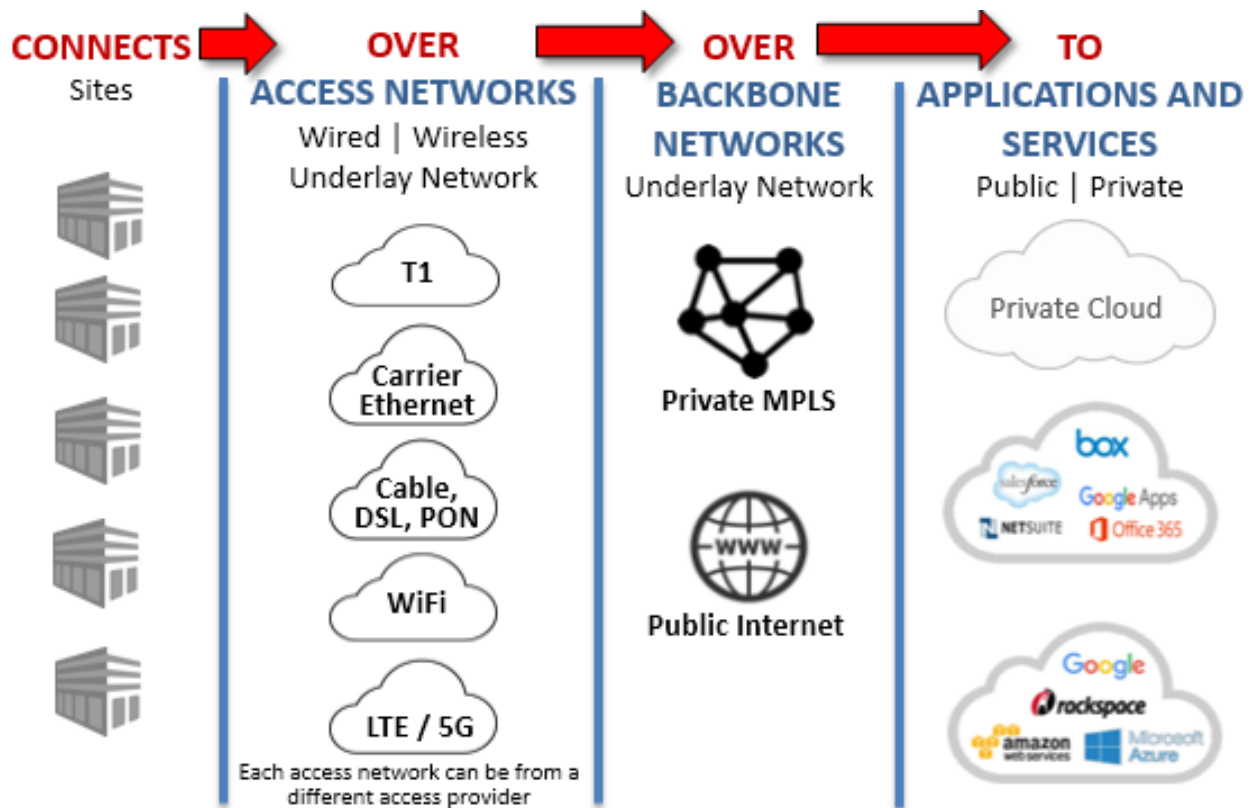 CONNECTS
Sites
OVER
ACCESS NETWORKS
Wired | Wireless
Underlay Network
T1
Carrier
Ethernet
Cable,
DSL, PON
WiFi
LTE / 5G
Each access network can be from a
different access provider
OVER
BACKBONE
NETWORKS
Underlay Network
Private MPLS
WWW
Public Internet
TO
APPLICATIONS AND
SERVICES
Public | Private
Private Cloud
box
salesforce
Google Apps
NETSUITE
Office 365
Google
rackspace
amazon
webservices
Microsoft
Azure